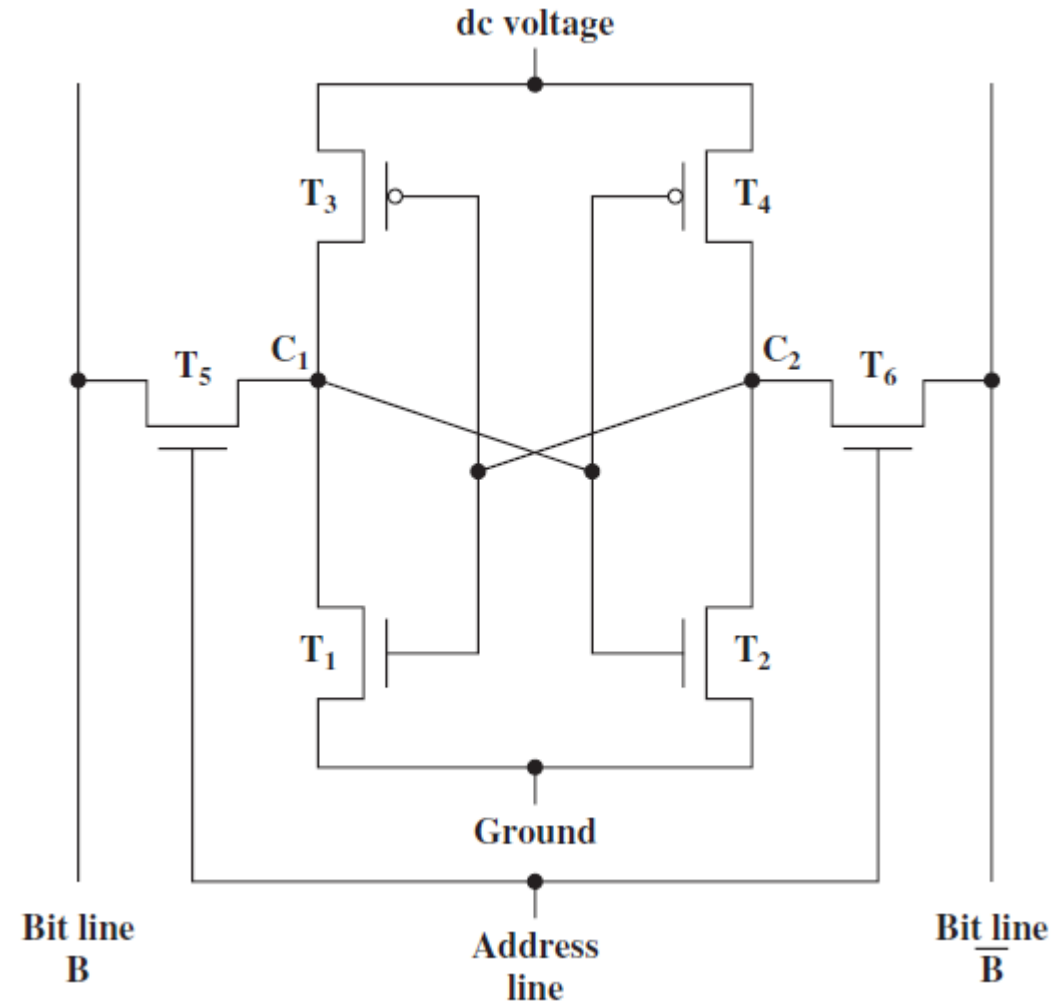 dc voltage
T₃
T₄
C₁
C₂
T₅
T₆
T₁
T₂
Ground
Bit line
B
Address
line
Bit line
B̅